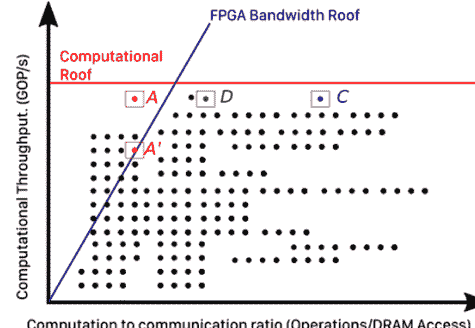 FPGA Bandwidth Roof
Computational
Roof
A
D
C
A'
Computational Throughput. (GOP/s)
Computation to communication ratio (Operations/DRAM Access)